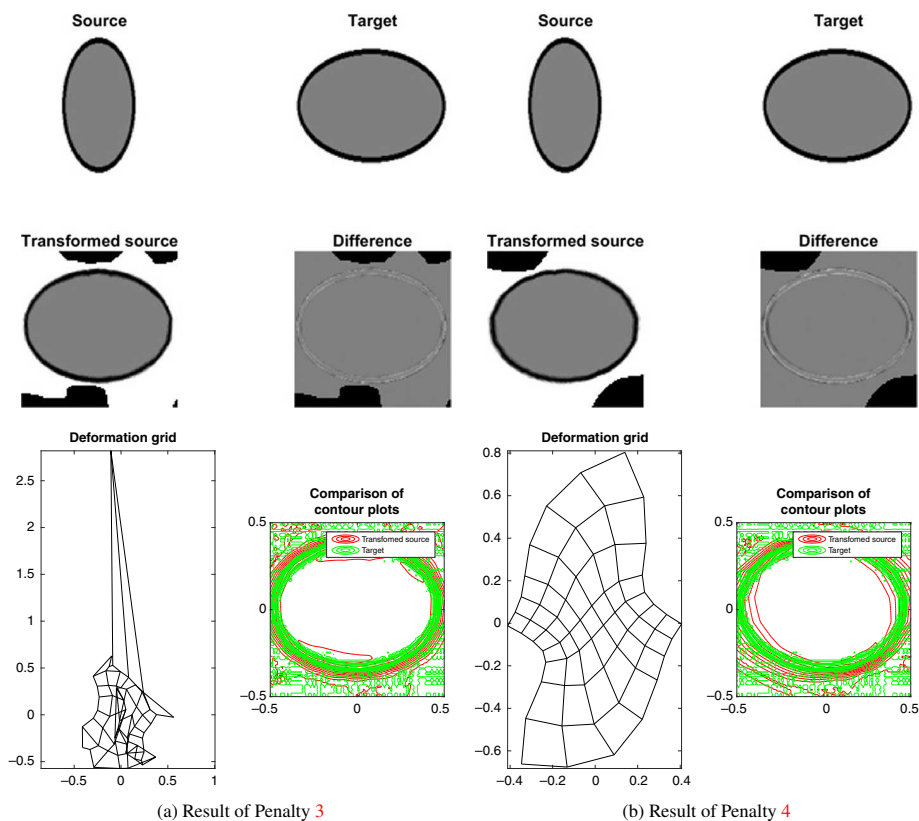 Source
Target
Source
Target
Transformed source
Difference
Transformed source
Difference
Deformation grid
2.5
2
1.5
1
0.5
0
−0.5
−0.5
0
0.5
1
Comparison of
contour plots
0.5
0
−0.5
−0.5
0
0.5
Transfomed source
Target
Deformation grid
0.8
0.6
0.4
0.2
0
−0.2
−0.4
−0.6
−0.4
−0.2
0
0.2
0.4
Comparison of
contour plots
0.5
0
−0.5
−0.5
0
0.5
Transfomed source
Target
(a) Result of Penalty 3
(b) Result of Penalty 4